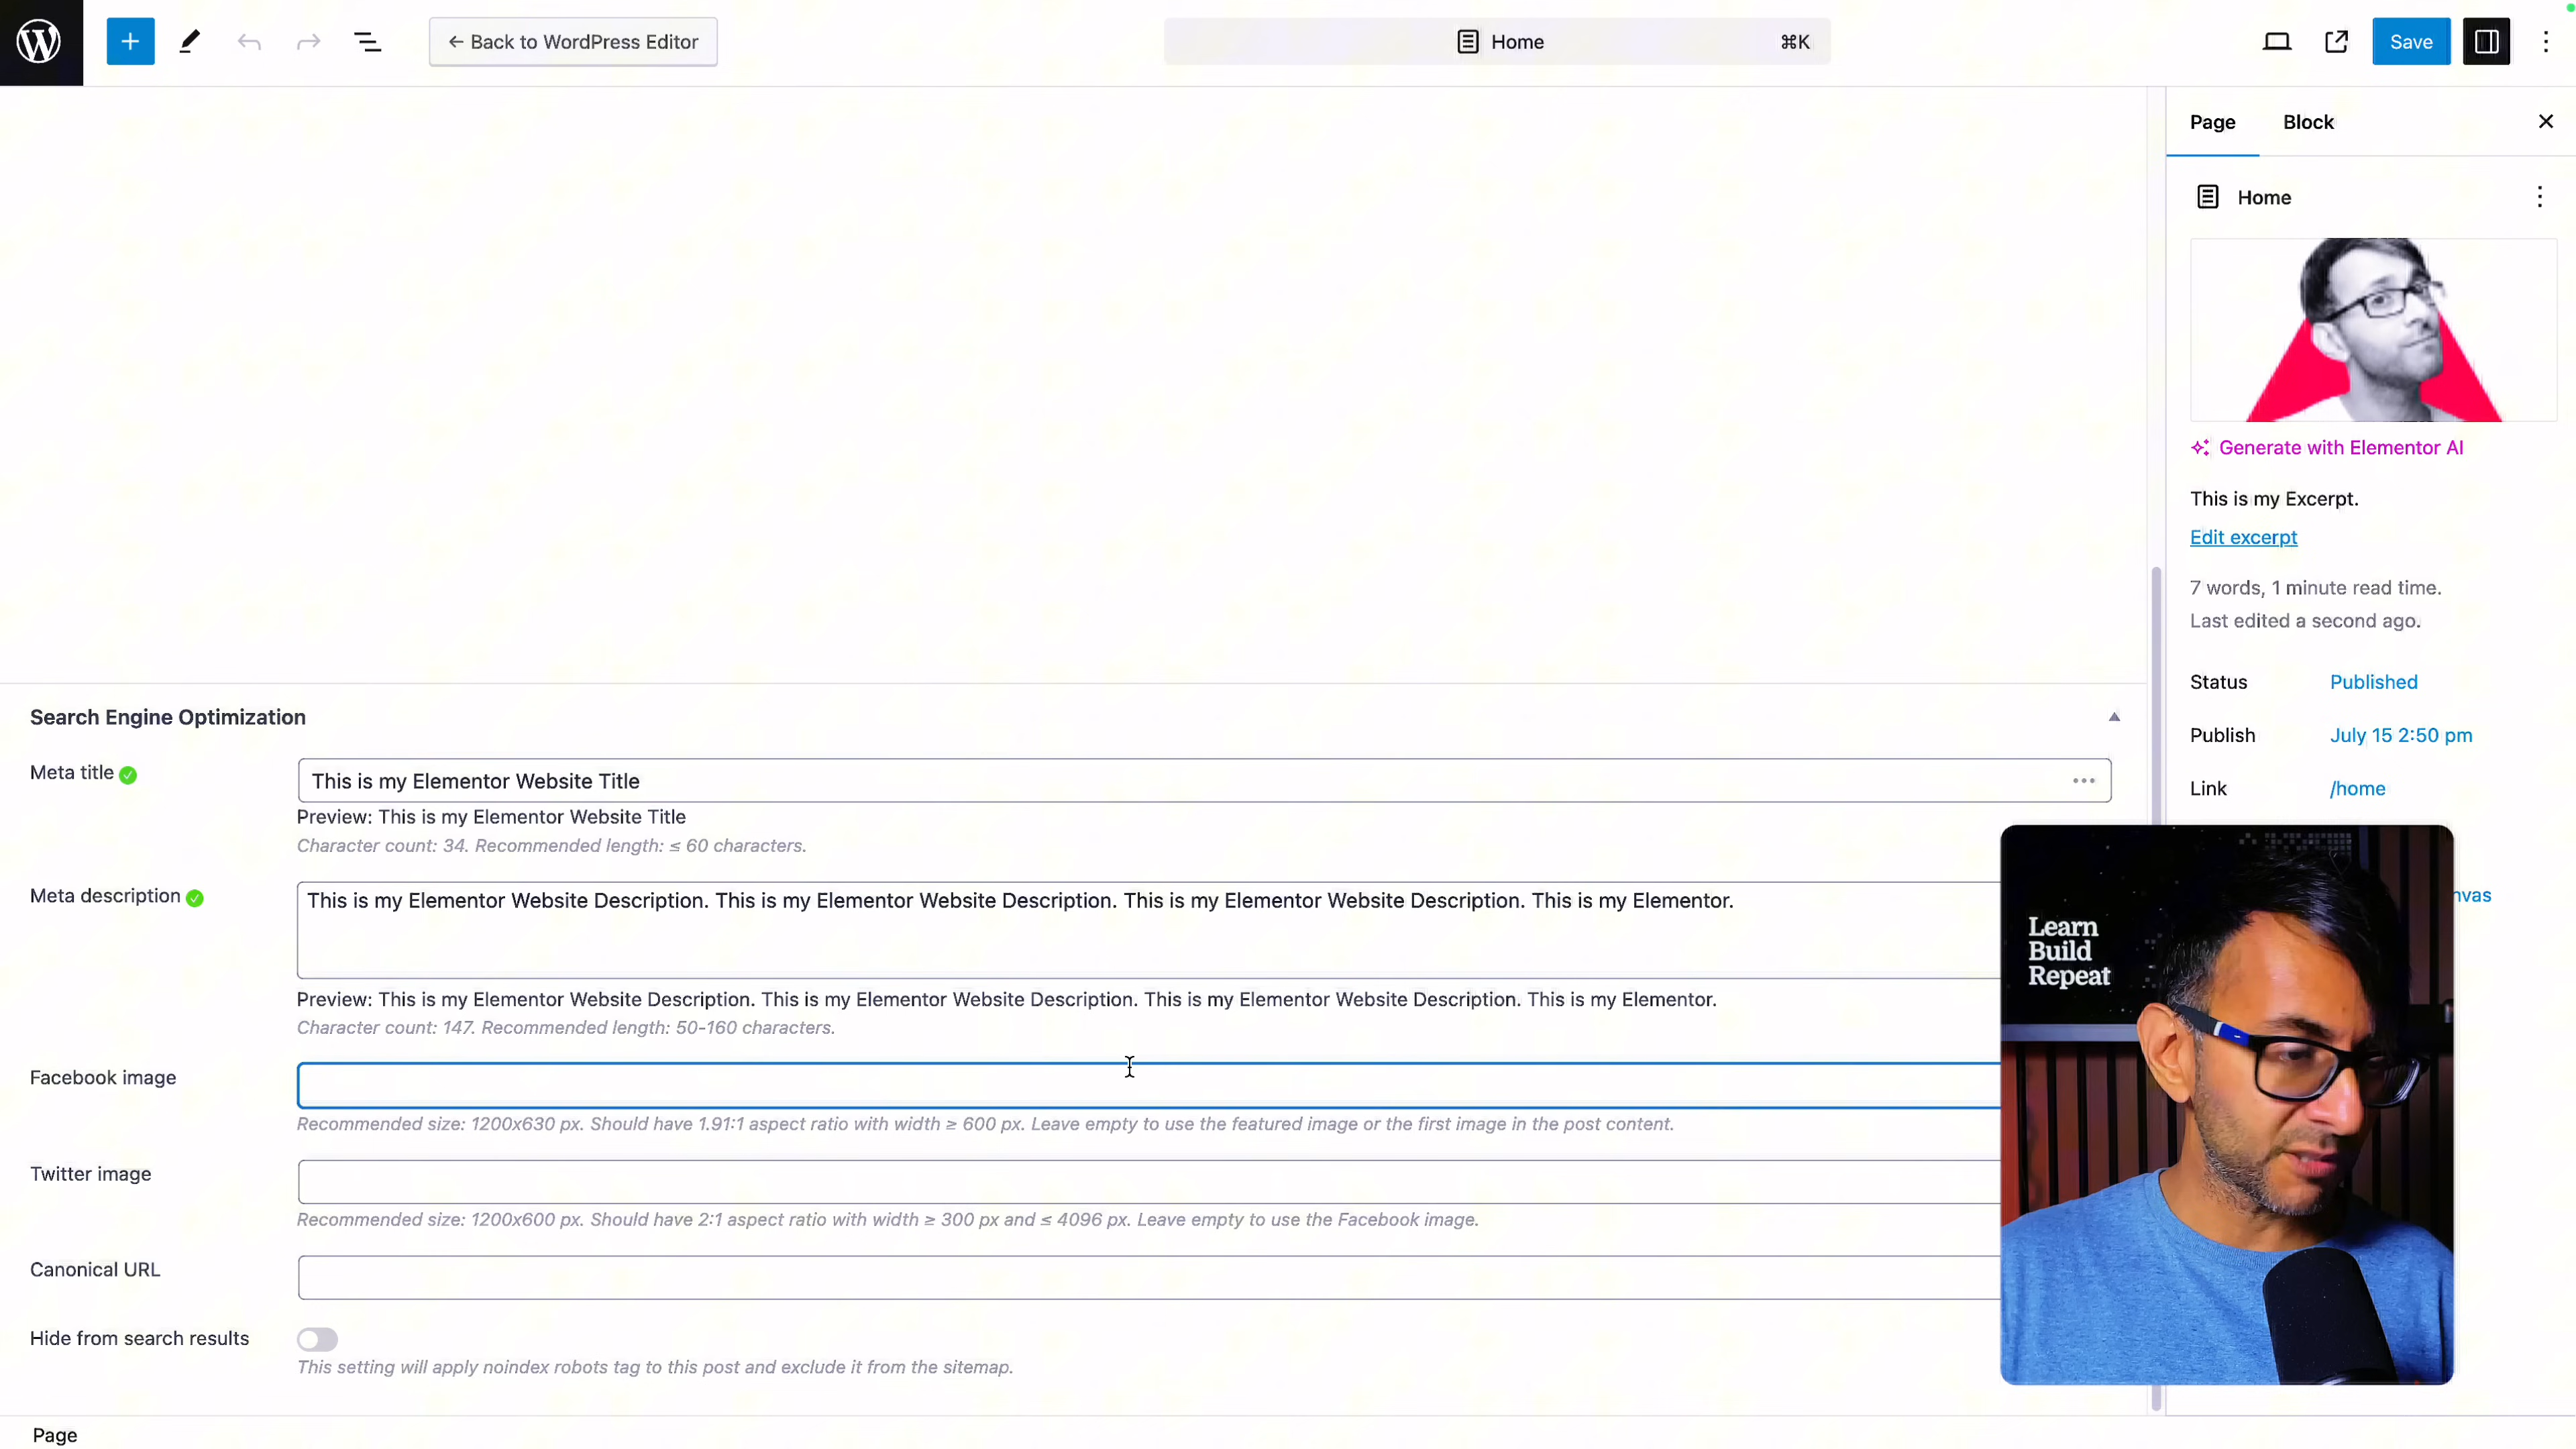 ← Back to WordPress Editor
Home
⌘K
Save
Page
Block
Home
Generate with Elementor AI
This is my Excerpt.
Edit excerpt
7 words, 1 minute read time.
Last edited a second ago.
Status
Published
Publish
July 15 2:50 pm
Link
/home
nvas
Search Engine Optimization
Meta title
This is my Elementor Website Title
Preview: This is my Elementor Website Title
Character count: 34. Recommended length: ≤ 60 characters.
Meta description
This is my Elementor Website Description. This is my Elementor Website Description. This is my Elementor Website Description. This is my Elementor.
Preview: This is my Elementor Website Description. This is my Elementor Website Description. This is my Elementor Website Description. This is my Elementor.
Character count: 147. Recommended length: 50-160 characters.
Facebook image
Recommended size: 1200x630 px. Should have 1.91:1 aspect ratio with width ≥ 600 px. Leave empty to use the featured image or the first image in the post content.
Twitter image
Recommended size: 1200x600 px. Should have 2:1 aspect ratio with width ≥ 300 px and ≤ 4096 px. Leave empty to use the Facebook image.
Canonical URL
Hide from search results
This setting will apply noindex robots tag to this post and exclude it from the sitemap.
Learn
Build
Repeat
Page